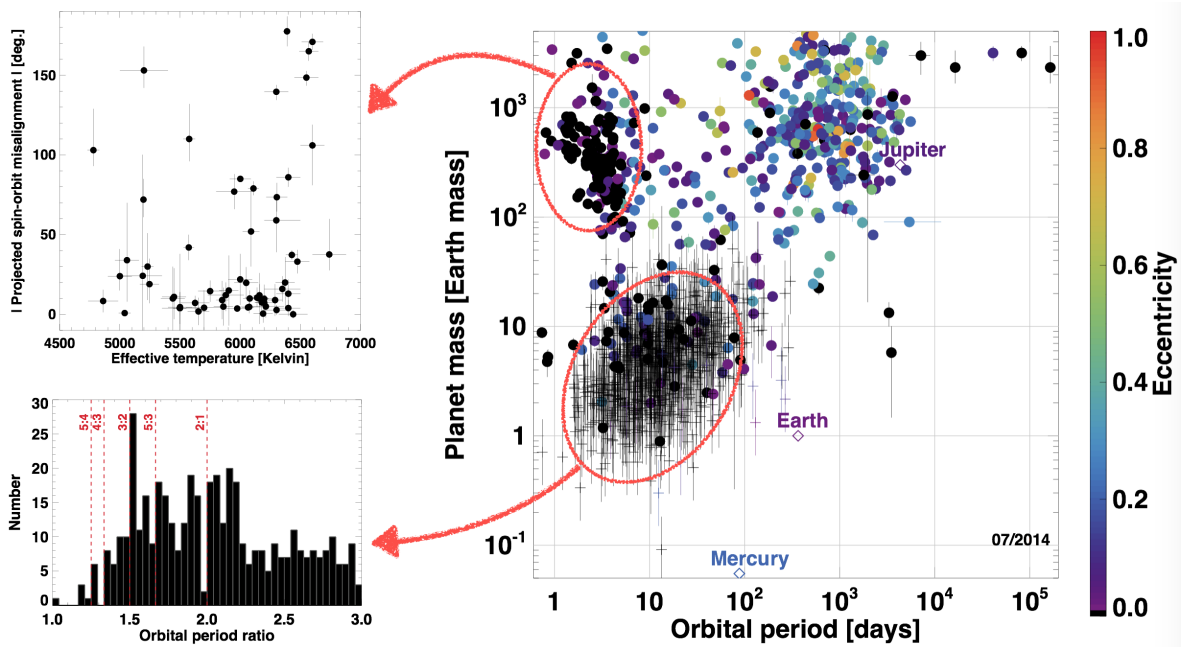 | Projected spin-orbit misalignment | [deg.]
150
100
50
0
4500 5000 5500 6000 6500 7000
Effective temperature [Kelvin]
Number
30
25
20
15
10
5
0
5:4
4:3
3:2
5:3
2:1
1.0 1.5 2.0 2.5 3.0
Orbital period ratio
Planet mass [Earth mass]
10³
10²
10
1
10⁻¹
Jupiter
Earth
Mercury
07/2014
1 10 10² 10³ 10⁴ 10⁵
Orbital period [days]
1.0
0.8
0.6
0.4
0.2
0.0
Eccentricity